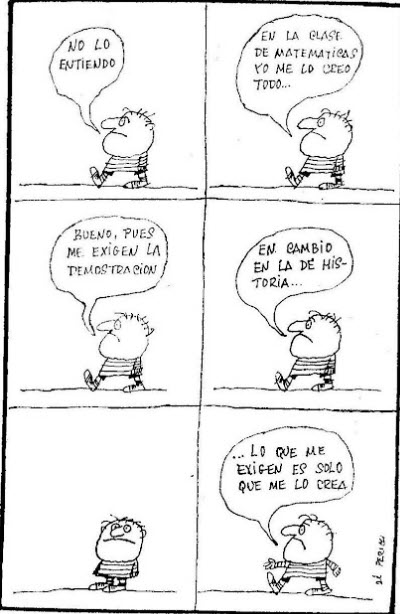 NO LO
ENTIENDO
EN LA CLASE
DE MATEMATICAS
YO ME LO CREO
TODO...
BUENO, PUES
ME EXIGEN LA
DEMOSTRACION
EN CAMBIO
EN LA DE HIS-
TORIA...
... LO QUE ME
EXIGEN ES SOLO
QUE ME LO CREA